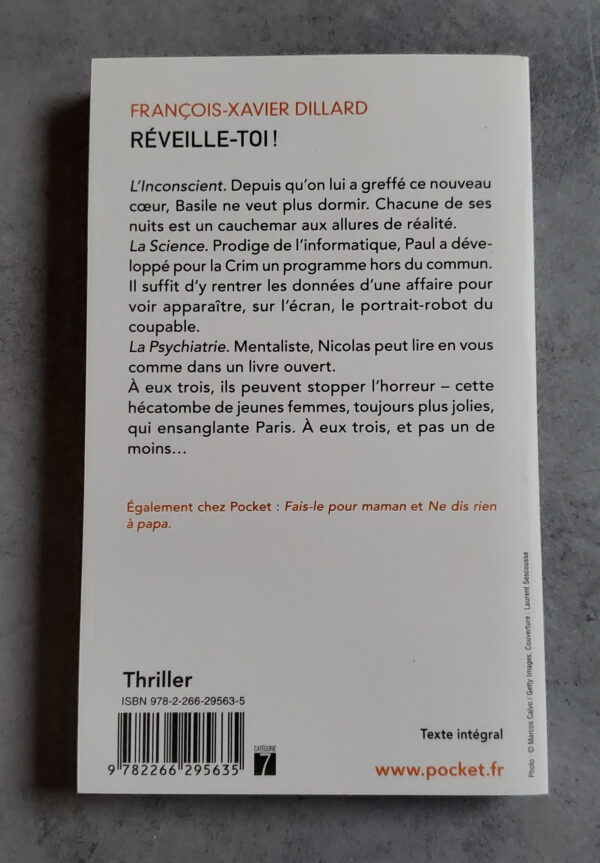 FRANÇOIS-XAVIER DILLARD
RÉVEILLE-TOI !
L'Inconscient. Depuis qu'on lui a greffé ce nouveau
cœur, Basile ne veut plus dormir. Chacune de ses
nuits est un cauchemar aux allures de réalité.
La Science. Prodige de l'informatique, Paul a déve-
loppé pour la Crim un programme hors du commun.
Il suffit d'y rentrer les données d'une affaire pour
voir apparaître, sur l'écran, le portrait-robot du
coupable.
La Psychiatrie. Mentaliste, Nicolas peut lire en vous
comme dans un livre ouvert.
À eux trois, ils peuvent stopper l'horreur – cette
hécatombe de jeunes femmes, toujours plus jolies,
qui ensanglante Paris. À eux trois, et pas un de
moins…
Également chez Pocket : Fais-le pour maman et Ne dis rien
à papa.
Thriller
ISBN 978-2-266-29563-5
CATÉGORIE
7
9 782266 295635
Texte intégral
www.pocket.fr
Photo : © Marcos Calvo / Getty Images. Couverture : Laurent Sescousse